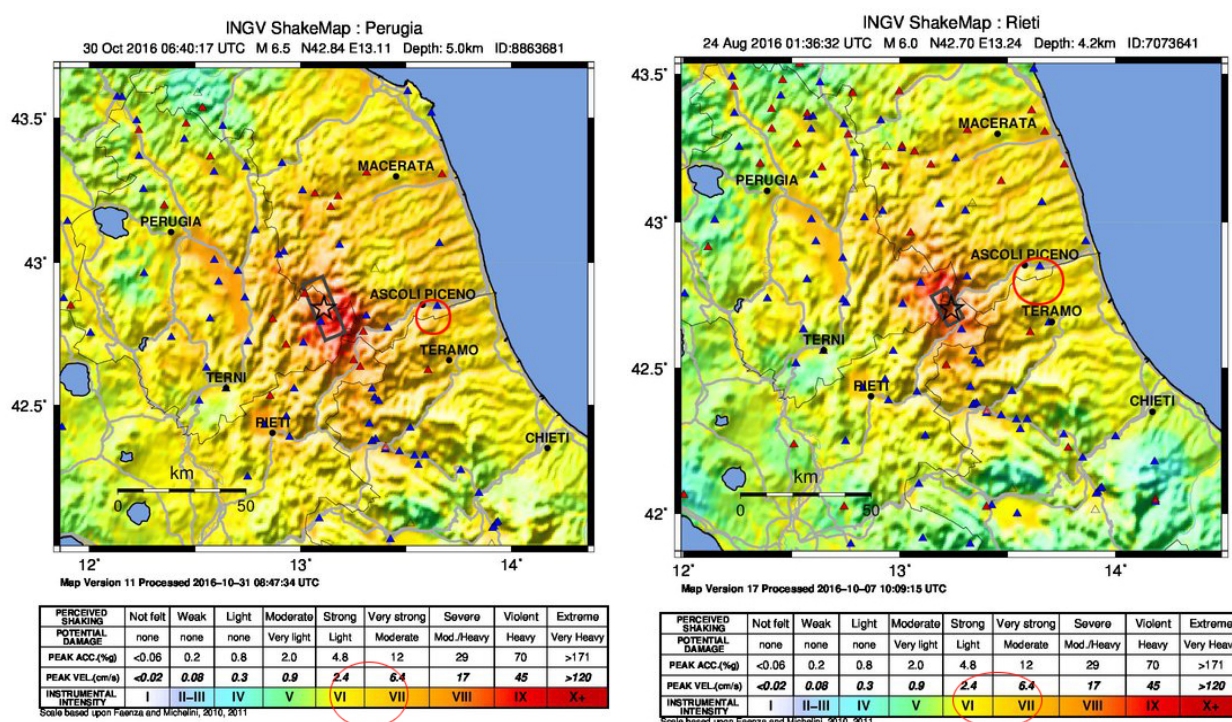 INGV ShakeMap : Perugia
30 Oct 2016 06:40:17 UTC M 6.5 N42.84 E13.11 Depth: 5.0km ID:8863681
43.5˚
MACERATA
PERUGIA
43˚
ASCOLI PICENO
TERAMO
TERNI
42.5˚
RIETI
CHIETI
km
0 50
42˚
12˚ 13˚ 14˚
Map Version 11 Processed 2016–10–31 08:47:34 UTC
PERCEIVED SHAKING Not felt Weak Light Moderate Strong Very strong Severe Violent Extreme
POTENTIAL DAMAGE none none none Very light Light Moderate Mod./Heavy Heavy Very Heavy
PEAK ACC.(%g) <0.06 0.2 0.8 2.0 4.8 12 29 70 >171
PEAK VEL.(cm/s) <0.02 0.08 0.3 0.9 2.4 6.4 17 45 >120
INSTRUMENTAL INTENSITY I II–III IV V VI VII VIII IX X+
Scale based upon Faenza and Michelini, 2010, 2011
INGV ShakeMap : Rieti
24 Aug 2016 01:36:32 UTC M 6.0 N42.70 E13.24 Depth: 4.2km ID:7073641
43.5˚
MACERATA
PERUGIA
43˚
ASCOLI PICENO
TERAMO
TERNI
42.5˚
RIETI
CHIETI
km
0 50
42˚
12˚ 13˚ 14˚
Map Version 17 Processed 2016–10–07 10:09:15 UTC
PERCEIVED SHAKING Not felt Weak Light Moderate Strong Very strong Severe Violent Extreme
POTENTIAL DAMAGE none none none Very light Light Moderate Mod./Heavy Heavy Very Heavy
PEAK ACC.(%g) <0.06 0.2 0.8 2.0 4.8 12 29 70 >171
PEAK VEL.(cm/s) <0.02 0.08 0.3 0.9 2.4 6.4 17 45 >120
INSTRUMENTAL INTENSITY I II–III IV V VI VII VIII IX X+
Scale based upon Faenza and Michelini, 2010, 2011